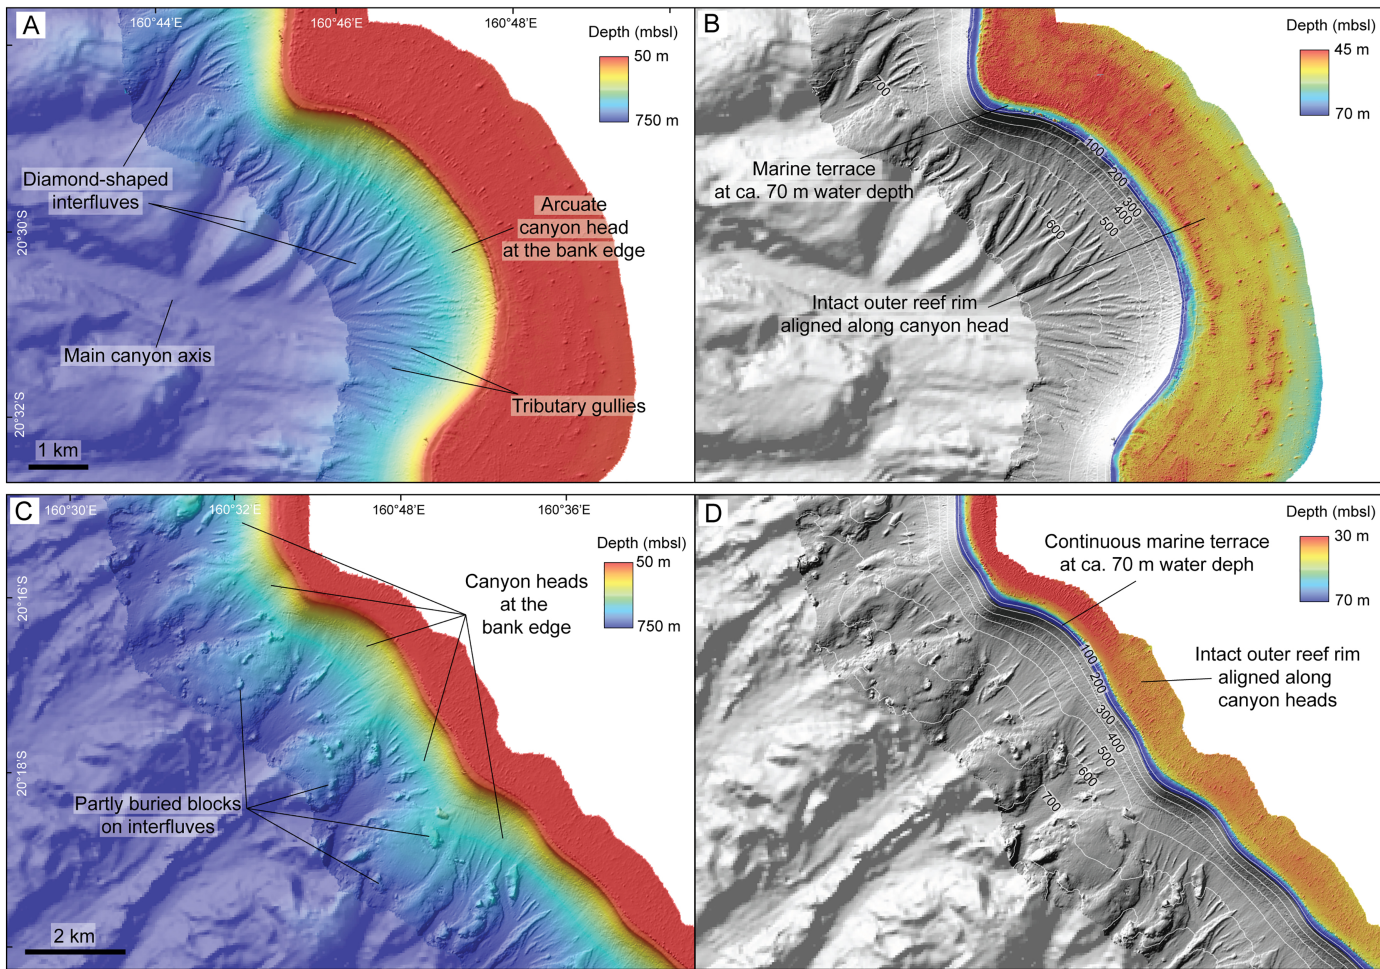 A
160°44'E
160°46'E
160°48'E
Depth (mbsl)
50 m
750 m
Diamond-shaped
interfluves
Arcuate
canyon head
at the bank edge
20°30'S
Main canyon axis
Tributary gullies
20°32'S
1 km
B
Depth (mbsl)
45 m
70 m
700
Marine terrace
at ca. 70 m water depth
100
200
300
400
500
600
Intact outer reef rim
aligned along canyon head
C
160°30'E
160°32'E
160°48'E
160°36'E
Depth (mbsl)
50 m
750 m
Canyon heads
at the
bank edge
20°16'S
20°18'S
Partly buried blocks
on interfluves
2 km
D
Depth (mbsl)
30 m
70 m
Continuous marine terrace
at ca. 70 m water deph
Intact outer reef rim
aligned along
canyon heads
100
200
300
400
500
600
700